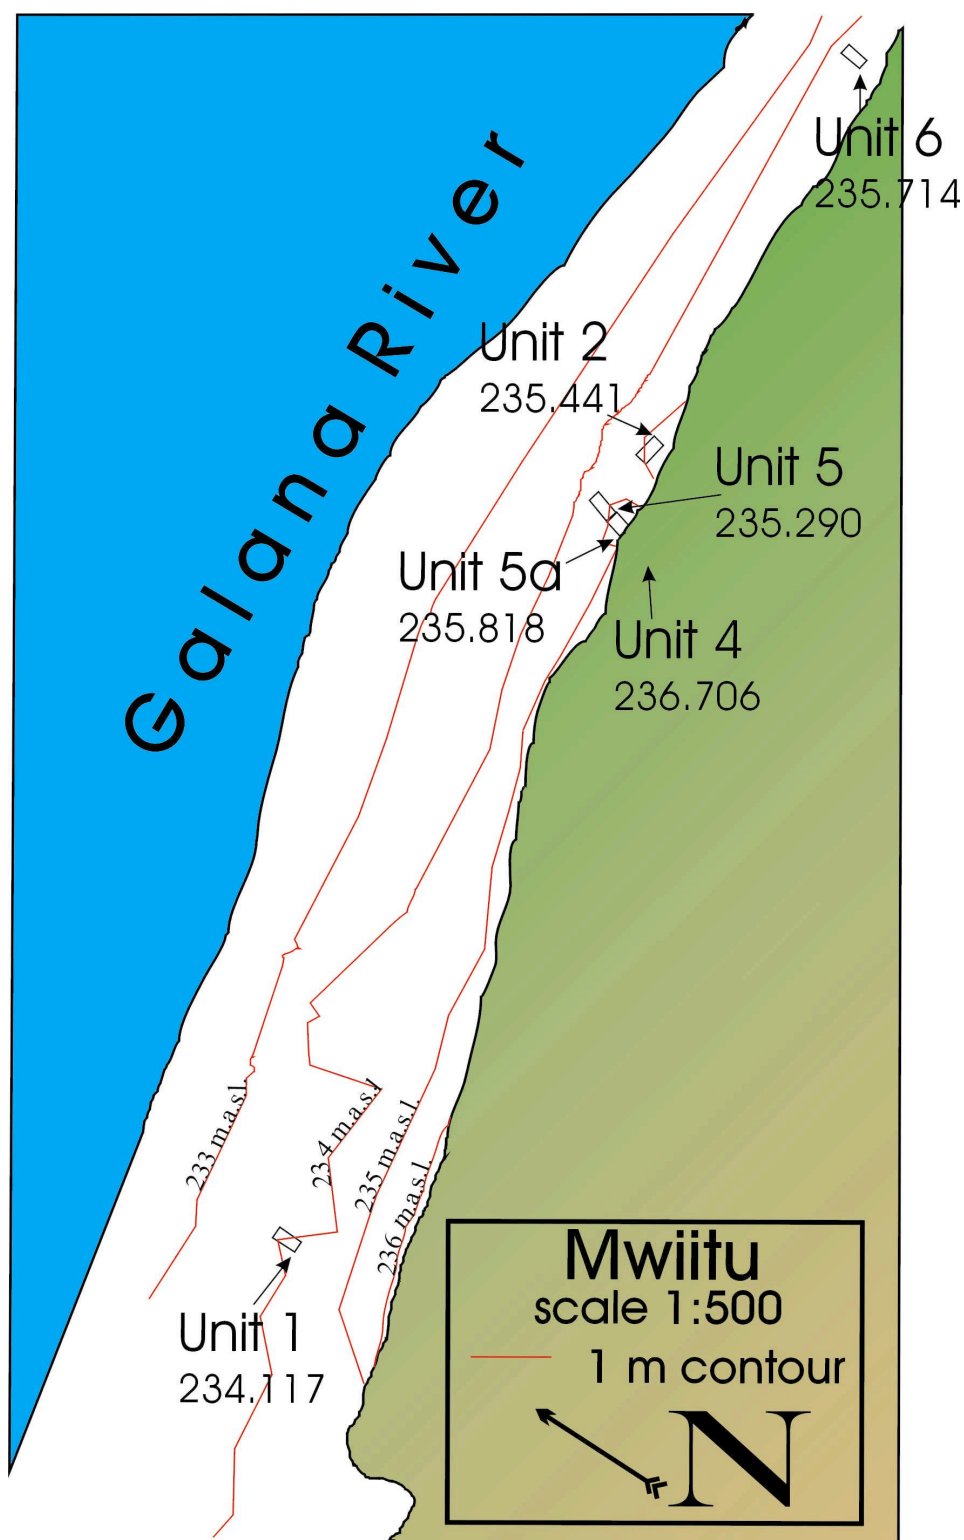 Galana River
Unit 6
235.714
Unit 2
235.441
Unit 5
235.290
Unit 5a
235.818
Unit 4
236.706
233 m.a.s.l.
234 m.a.s.l
235 m.a.s.l.
236 m.a.s.l.
Unit 1
234.117
Mwiitu
scale 1:500
1 m contour
N